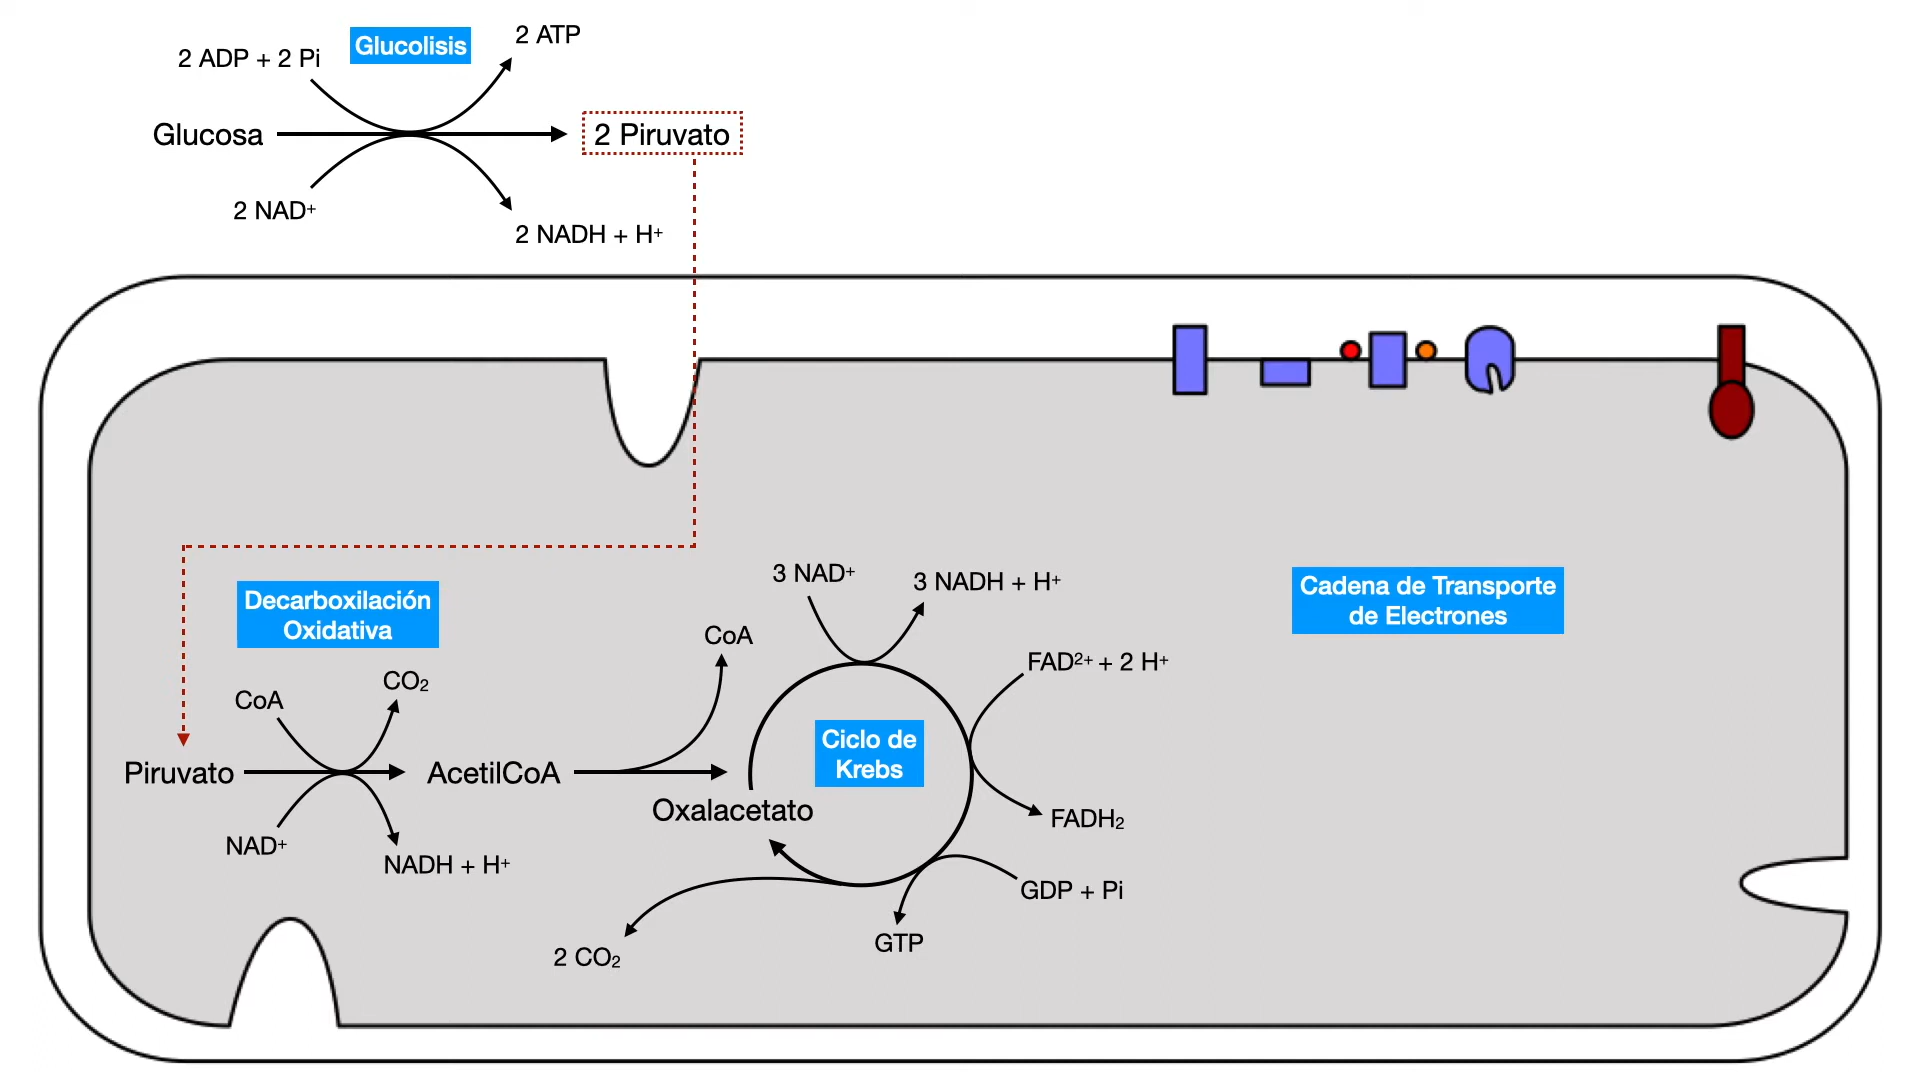 2 ADP + 2 Pi
Glucolisis
2 ATP
Glucosa
2 Piruvato
2 NAD⁺
2 NADH + H⁺
Decarboxilación
Oxidativa
CoA
CO₂
Piruvato
AcetilCoA
NAD⁺
NADH + H⁺
CoA
3 NAD⁺
3 NADH + H⁺
FAD²⁺ + 2 H⁺
Ciclo de
Krebs
Oxalacetato
FADH₂
GDP + Pi
GTP
2 CO₂
Cadena de Transporte
de Electrones